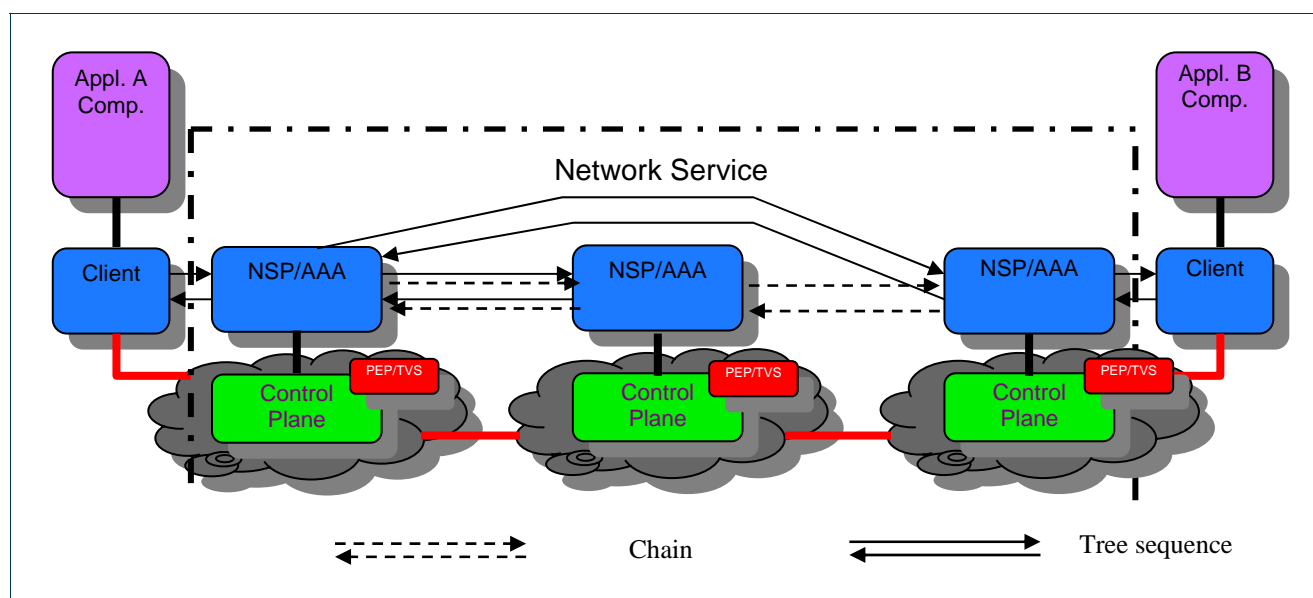 Appl. A
Comp.
Appl. B
Comp.
Network Service
Client
NSP/AAA
NSP/AAA
NSP/AAA
Client
PEP/TVS
PEP/TVS
PEP/TVS
Control
Plane
Control
Plane
Control
Plane
Chain
Tree sequence